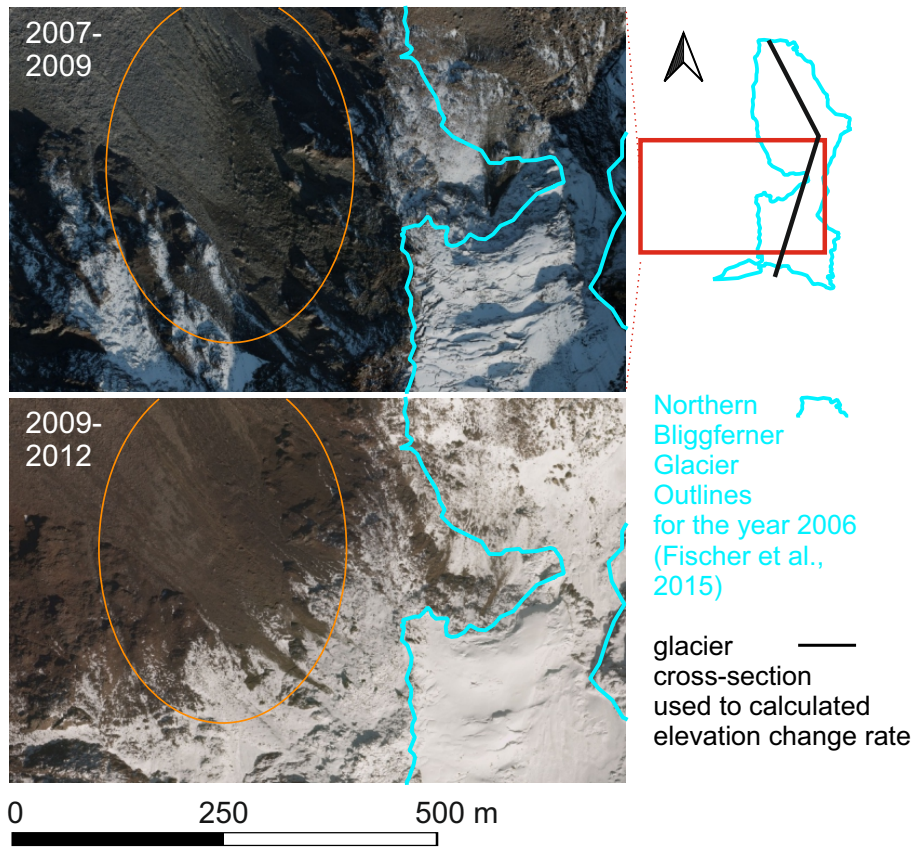 2007-
2009
2009-
2012
Northern
Bliggferner
Glacier
Outlines
for the year 2006
(Fischer et al.,
2015)
glacier
cross-section
used to calculated
elevation change rate
0 250 500 m